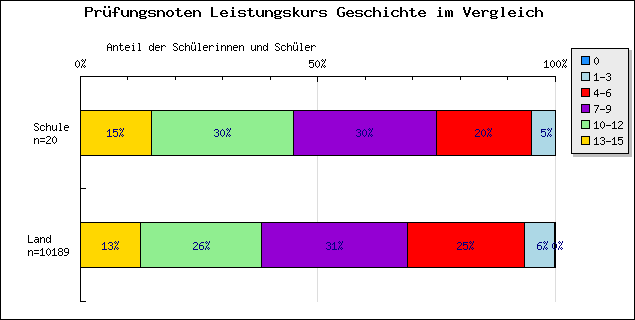 Prüfungsnoten Leistungskurs Geschichte im Vergleich
Anteil der Schülerinnen und Schüler
0% 50% 100%
0
1-3
4-6
7-9
10-12
13-15
Schule
n=20
15% 30% 30% 20% 5%
Land
n=10189
13% 26% 31% 25% 6% 0%